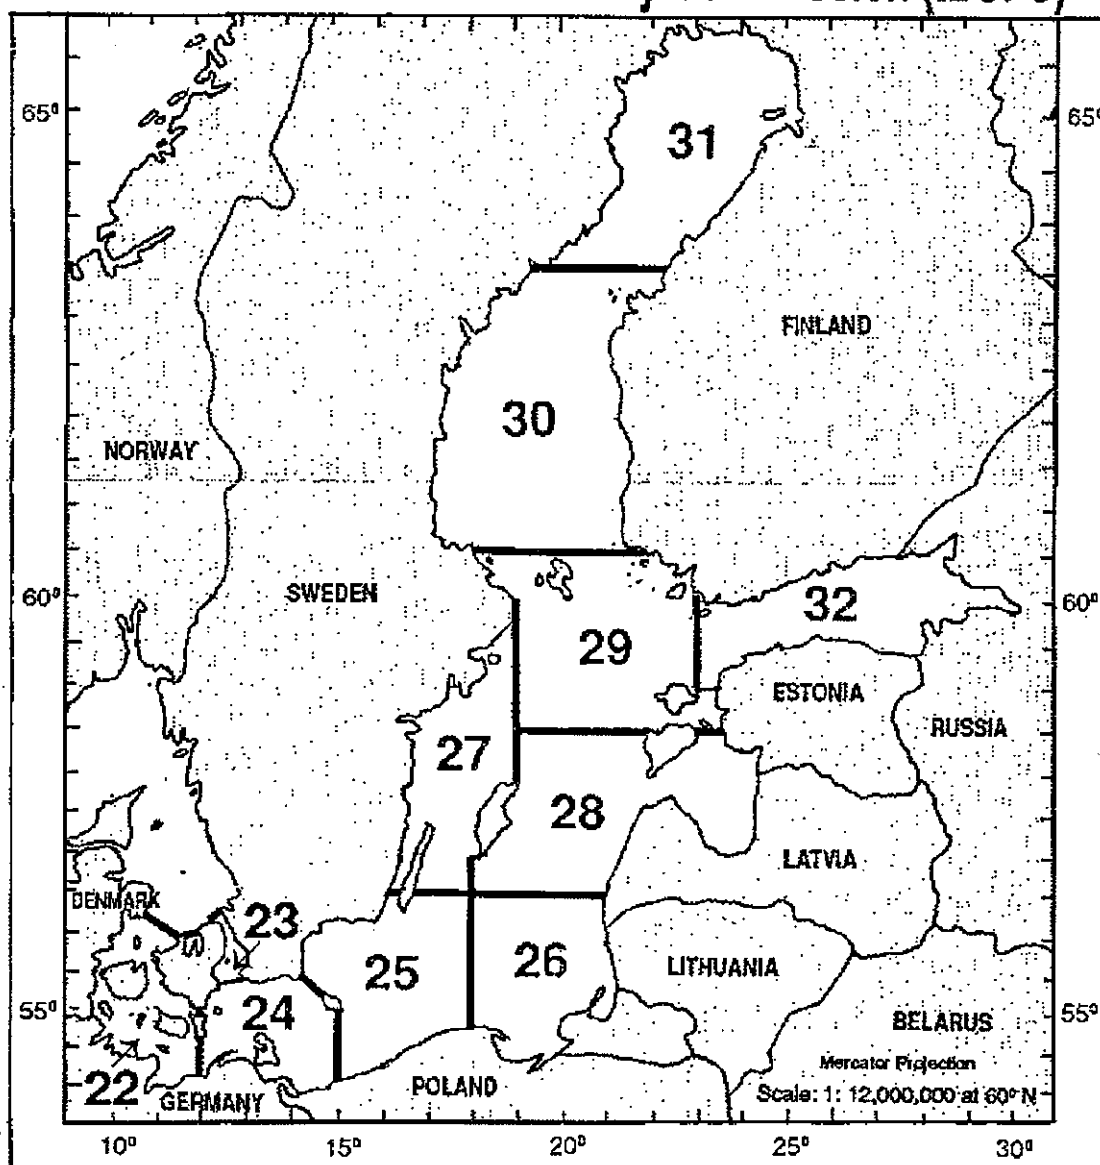 65° 65°
31
FINLAND
30
NORWAY
60° SWEDEN 32 60°
29
ESTONIA
RUSSIA
27
28
LATVIA
DENMARK
23
25 26 LITHUANIA
24 55° 55°
BELARUS
Mercator Projection
22 GERMANY POLAND Scale: 1: 12,000,000 at 60° N
10° 15° 20° 25° 30°